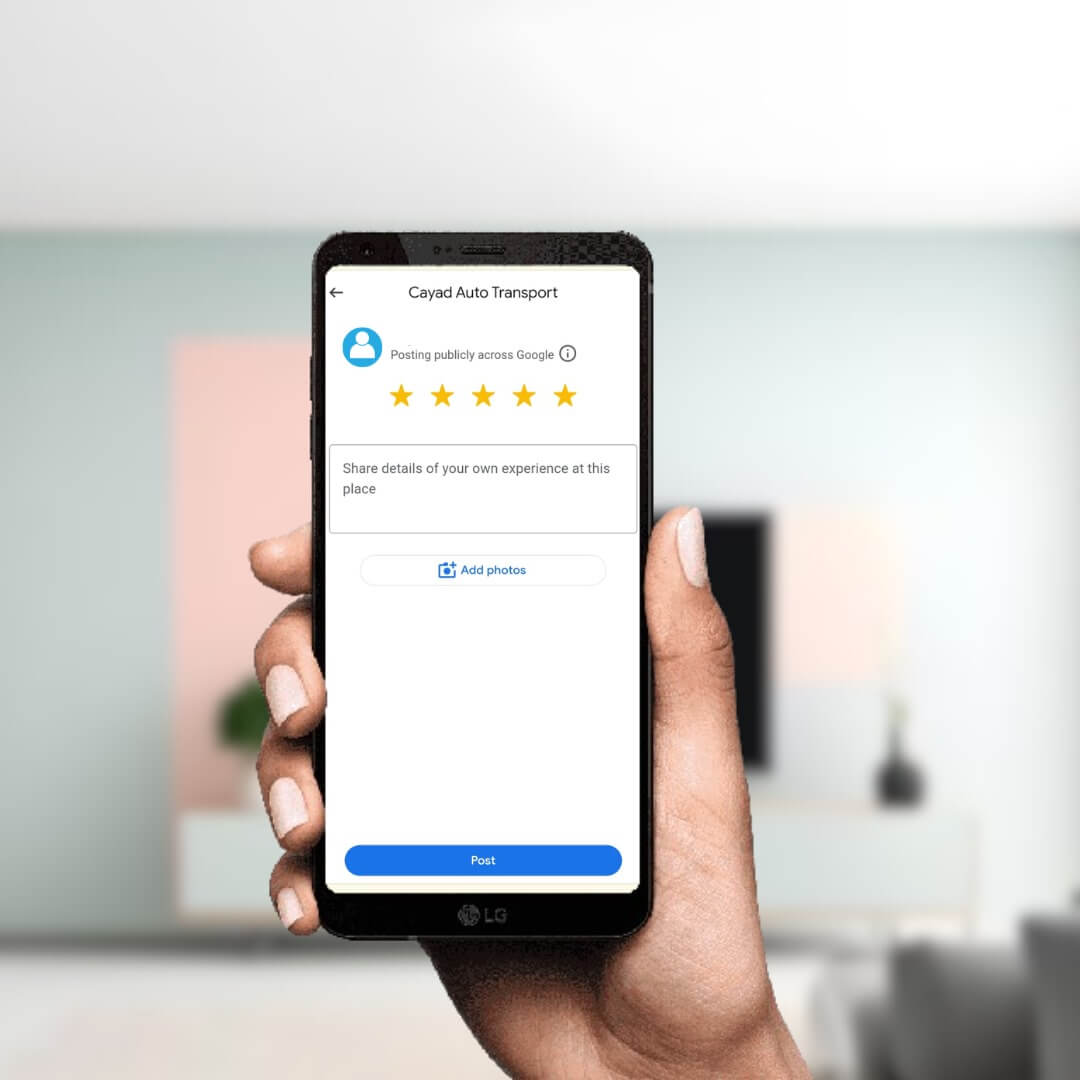 Cayad Auto Transport
Posting publicly across Google
Share details of your own experience at this
place
Add photos
Post
LG